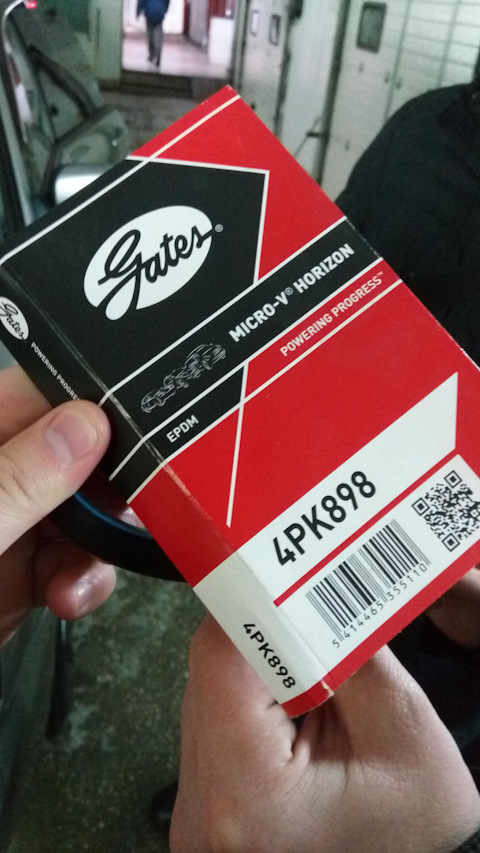 Gates®
MICRO-V® HORIZON
POWERING PROGRESS™
EPDM
4PK898
5 414465 355110
4PK898
Gates
POWERING PROGRESS